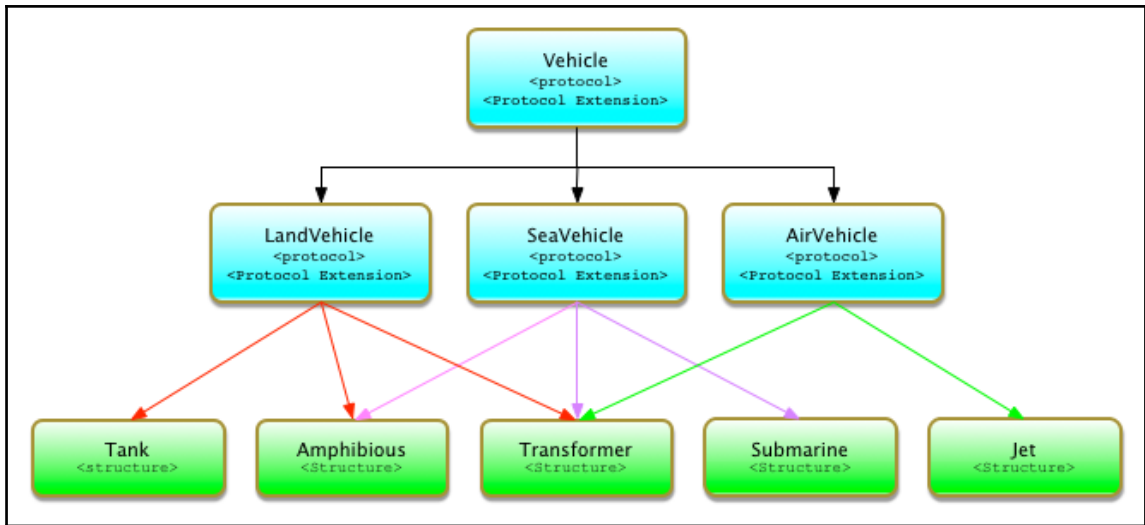 Vehicle
<protocol>
<Protocol Extension>
LandVehicle
<protocol>
<Protocol Extension>
SeaVehicle
<protocol>
<Protocol Extension>
AirVehicle
<protocol>
<Protocol Extension>
Tank
<structure>
Amphibious
<Structure>
Transformer
<Structure>
Submarine
<Structure>
Jet
<Structure>